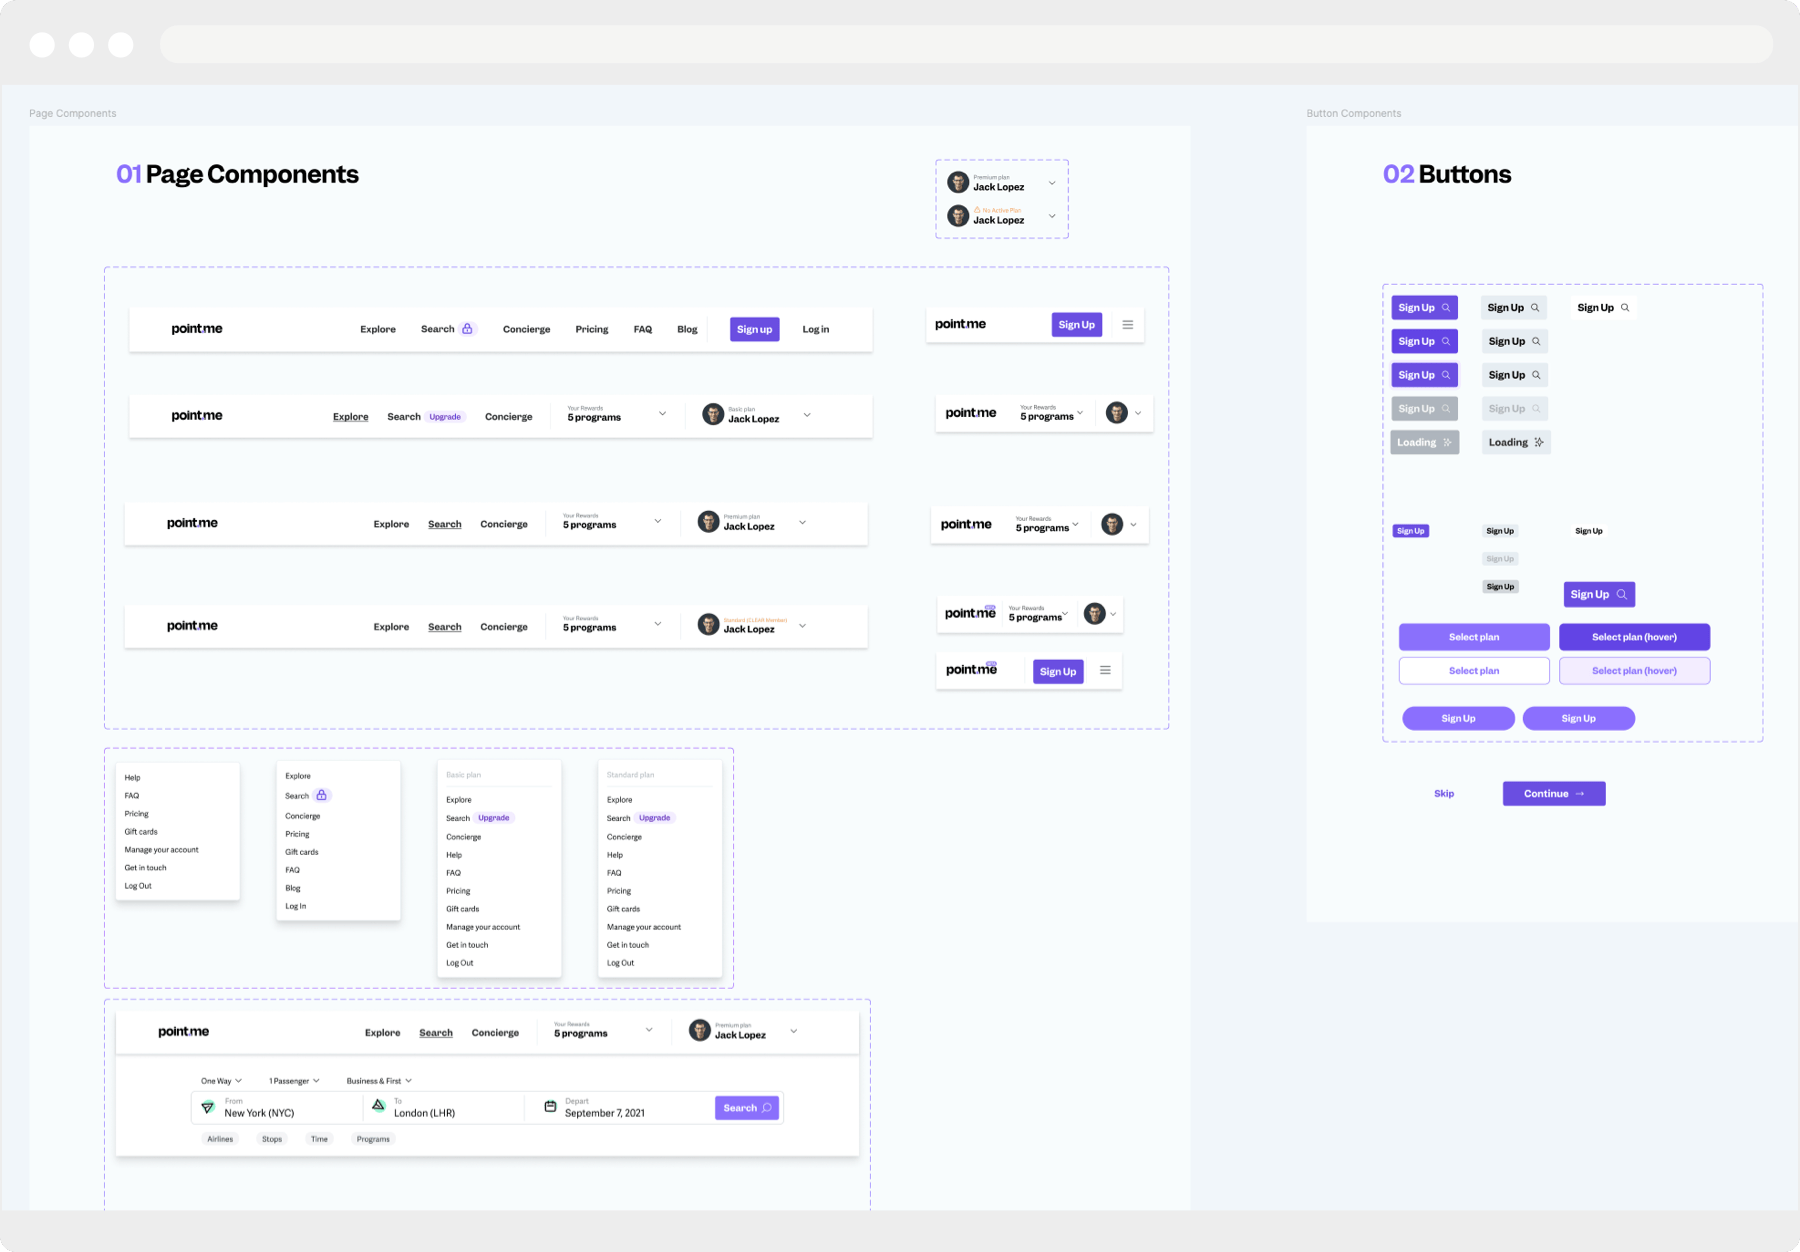 Page Components
Button Components
01 Page Components
Premium plan
Jack Lopez
No Active Plan
Jack Lopez
point.me
Explore Search Concierge Pricing FAQ Blog Sign up Log in
point.me Sign Up
point.me
Explore Search Upgrade Concierge
Your Rewards
5 programs
Basic plan
Jack Lopez
point.me
Your Rewards
5 programs
point.me
Explore Search Concierge
Your Rewards
5 programs
Premium plan
Jack Lopez
point.me
Your Rewards
5 programs
point.me
Explore Search Concierge
Your Rewards
5 programs
Standard (CLEAR Member)
Jack Lopez
point.me
Your Rewards
5 programs
point.me
Sign Up
Help
FAQ
Pricing
Gift cards
Manage your account
Get in touch
Log Out
Explore
Search
Concierge
Pricing
Gift cards
FAQ
Blog
Log In
Basic plan
Explore
Search Upgrade
Concierge
Help
FAQ
Pricing
Gift cards
Manage your account
Get in touch
Log Out
Standard plan
Explore
Search Upgrade
Concierge
Help
FAQ
Pricing
Gift cards
Manage your account
Get in touch
Log Out
point.me
Explore Search Concierge
Your Rewards
5 programs
Premium plan
Jack Lopez
One Way 1 Passenger Business & First
From
New York (NYC)
To
London (LHR)
Depart
September 7, 2021
Search
Airlines Stops Time Programs
02 Buttons
Sign Up Sign Up Sign Up
Sign Up Sign Up
Sign Up Sign Up
Sign Up Sign Up
Loading Loading
Sign Up Sign Up Sign Up
Sign Up
Sign Up
Sign Up
Select plan Select plan (hover)
Select plan Select plan (hover)
Sign Up Sign Up
Skip Continue